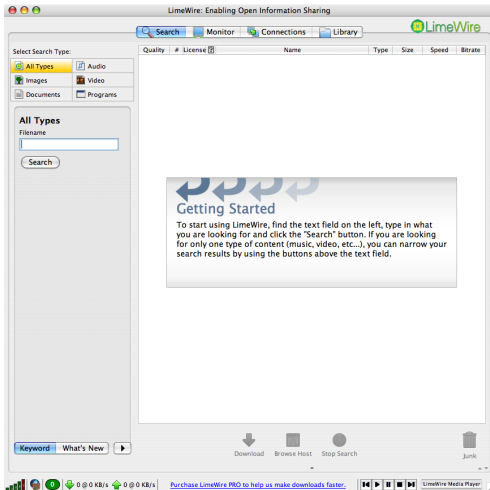 LimeWire: Enabling Open Information Sharing
Search Monitor Connections Library
LimeWire
Select Search Type:
All Types Audio
Images Video
Documents Programs
Quality # License ? Name Type Size Speed Bitrate
All Types
Filename
Search
Getting Started
To start using LimeWire, find the text field on the left, type in what
you are looking for and click the "Search" button. If you are looking
for only one type of content (music, video, etc...), you can narrow your
search results by using the buttons above the text field.
Keyword What's New
Download Browse Host Stop Search Junk
0 0 @ 0 KB/s 0 @ 0 KB/s Purchase LimeWire PRO to help us make downloads faster. LimeWire Media Player